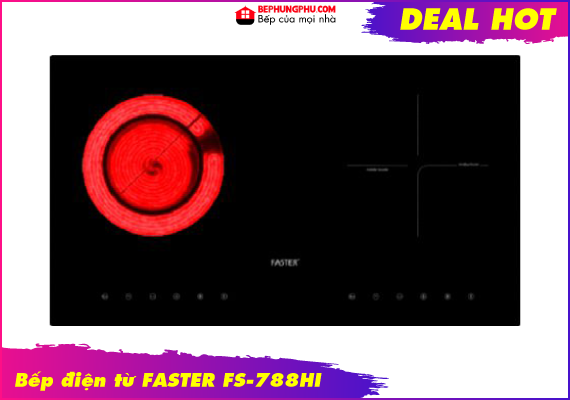 BEPHUNGPHU.COM
Bếp của mọi nhà
DEAL HOT
FASTER
Bếp điện từ FASTER FS-788HI